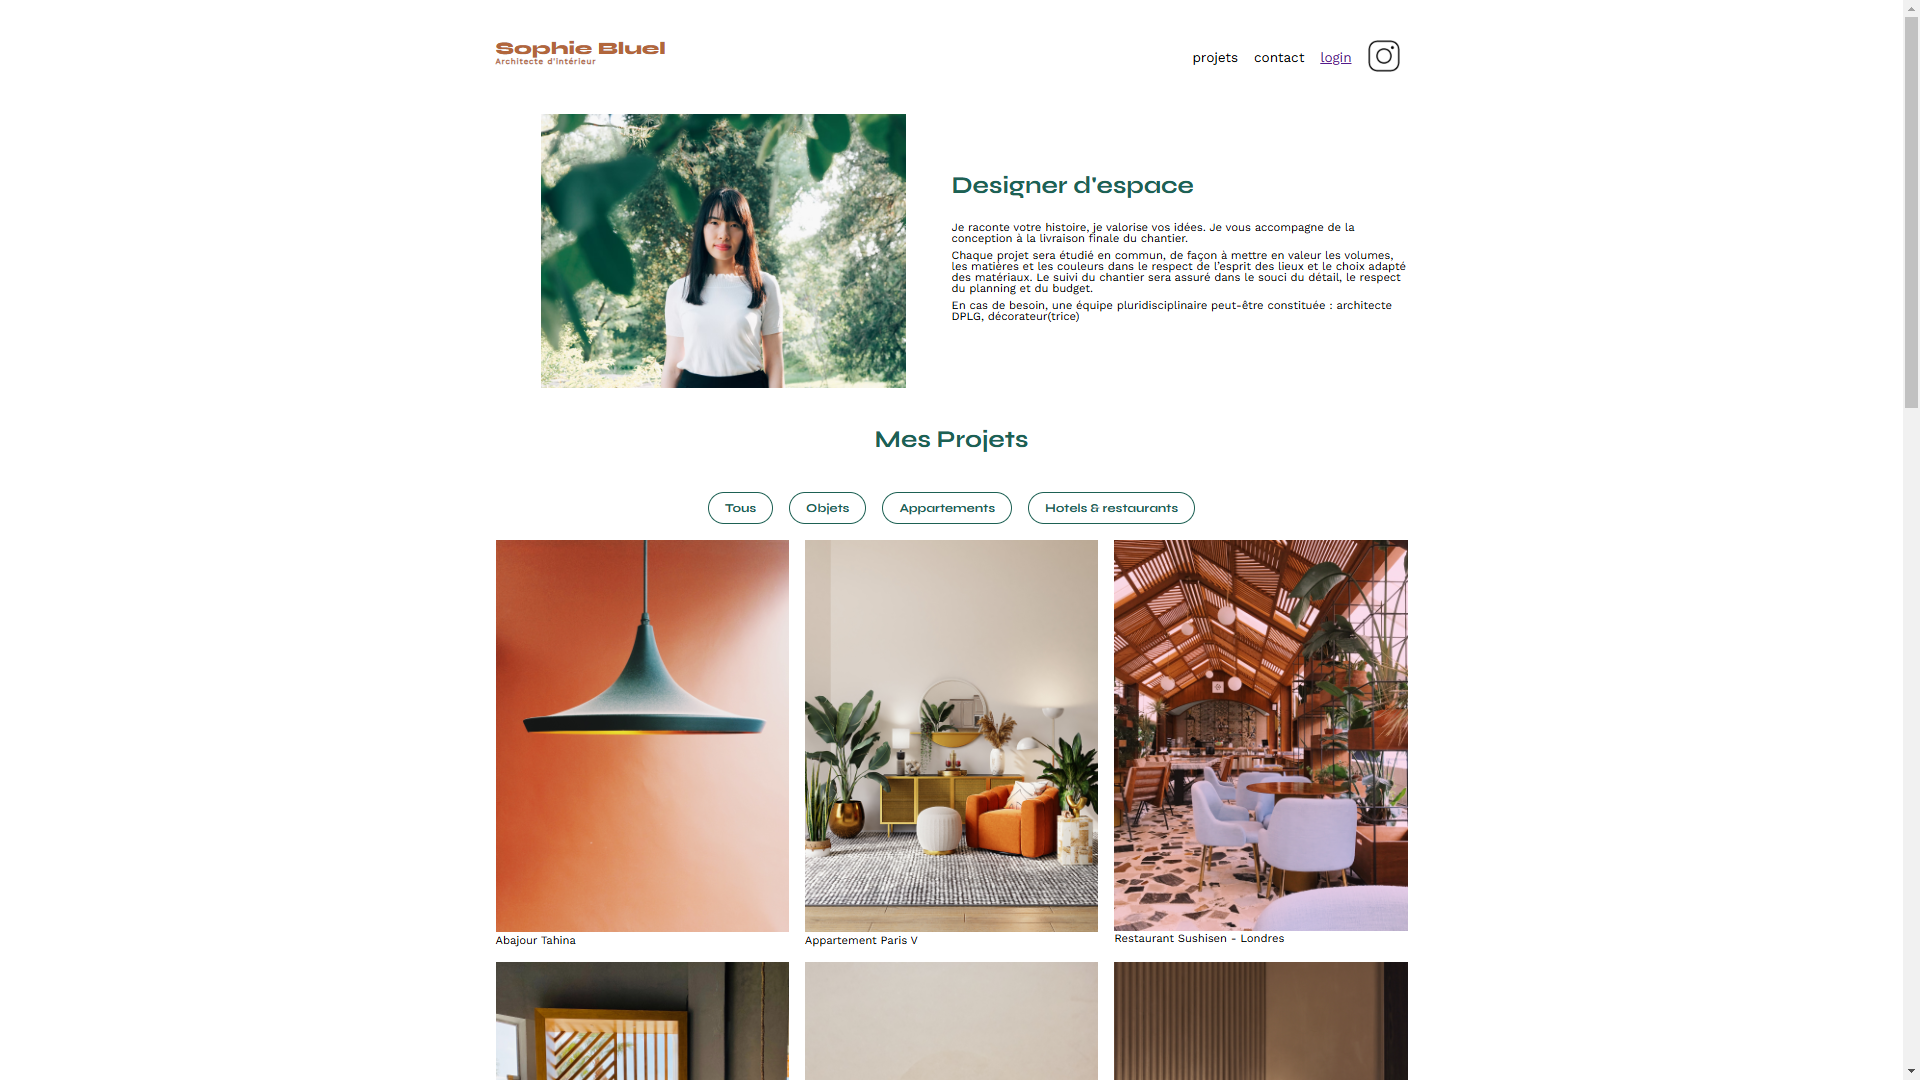 Sophie Bluel
Architecte d'intérieur
projets
contact
login
Designer d'espace
Je raconte votre histoire, je valorise vos idées. Je vous accompagne de la
conception à la livraison finale du chantier.
Chaque projet sera étudié en commun, de façon à mettre en valeur les volumes,
les matières et les couleurs dans le respect de l'esprit des lieux et le choix adapté
des matériaux. Le suivi du chantier sera assuré dans le souci du détail, le respect
du planning et du budget.
En cas de besoin, une équipe pluridisciplinaire peut-être constituée : architecte
DPLG, décorateur(trice)
Mes Projets
Tous
Objets
Appartements
Hotels & restaurants
Abajour Tahina
Appartement Paris V
Restaurant Sushisen - Londres